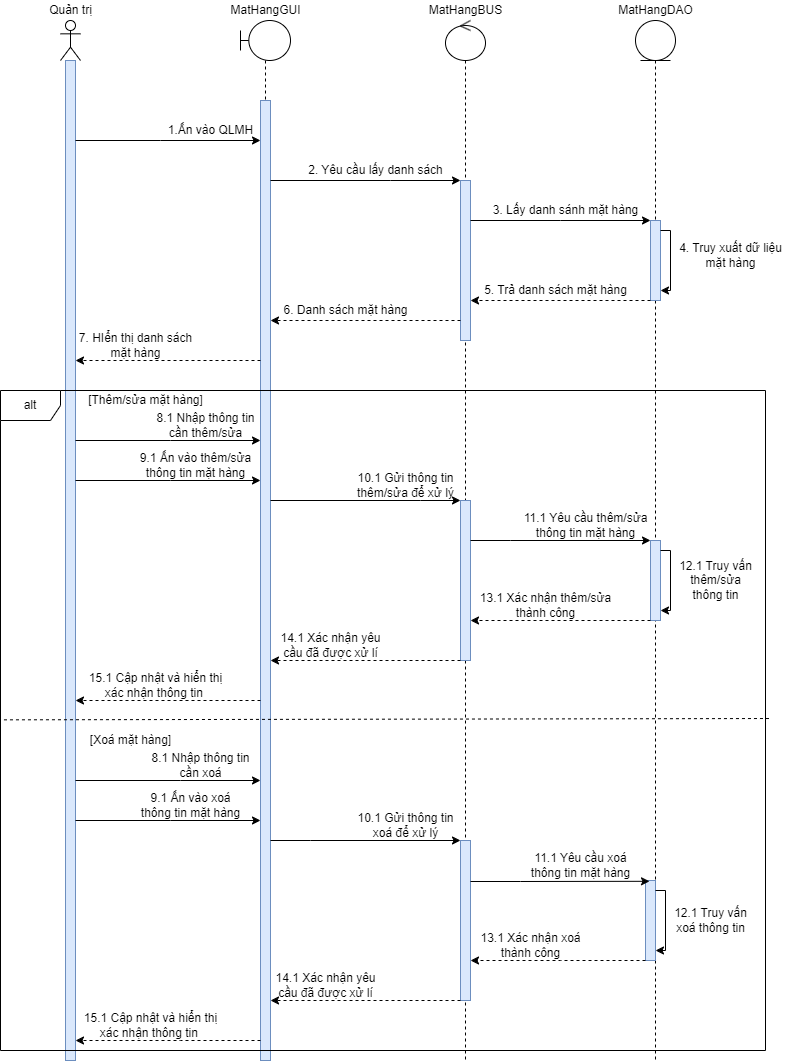 Quản trị
MatHangGUI
MatHangBUS
MatHangDAO
1.Ấn vào QLMH
2. Yêu cầu lấy danh sách
3. Lấy danh sánh mặt hàng
4. Truy xuất dữ liệu
mặt hàng
5. Trả danh sách mặt hàng
6. Danh sách mặt hàng
7. HIển thị danh sách
mặt hàng
alt
[Thêm/sửa mặt hàng]
8.1 Nhập thông tin
cần thêm/sửa
9.1 Ấn vào thêm/sửa
thông tin mặt hàng
10.1 Gửi thông tin
thêm/sửa để xử lý
11.1 Yêu cầu thêm/sửa
thông tin mặt hàng
12.1 Truy vấn
thêm/sửa
thông tin
13.1 Xác nhận thêm/sửa
thành công
14.1 Xác nhận yêu
cầu đã được xử lí
15.1 Cập nhật và hiển thị
xác nhận thông tin
[Xoá mặt hàng]
8.1 Nhập thông tin
cần xoá
9.1 Ấn vào xoá
thông tin mặt hàng
10.1 Gửi thông tin
xoá để xử lý
11.1 Yêu cầu xoá
thông tin mặt hàng
12.1 Truy vấn
xoá thông tin
13.1 Xác nhận xoá
thành công
14.1 Xác nhận yêu
cầu đã được xử lí
15.1 Cập nhật và hiển thị
xác nhận thông tin